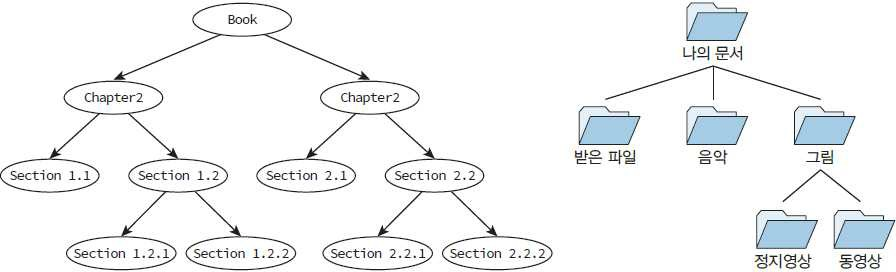 Book
Chapter2
Chapter2
Section 1.1
Section 1.2
Section 2.1
Section 2.2
Section 1.2.1
Section 1.2.2
Section 2.2.1
Section 2.2.2
나의 문서
받은 파일
음악
그림
정지영상
동영상